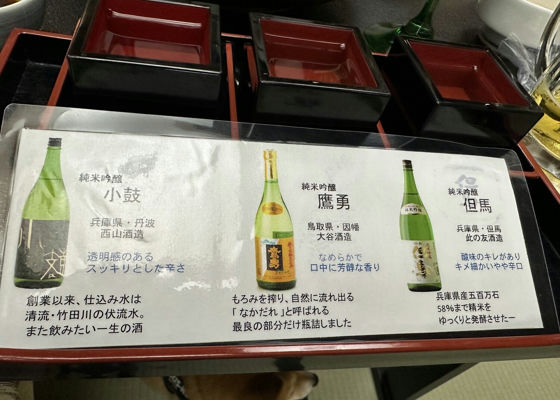 純米吟醸
小鼓
兵庫県・丹波
西山酒造
透明感のある
スッキリとした辛さ
創業以来、仕込み水は
清流・竹田川の伏流水。
また飲みたい一生の酒
純米吟醸
鷹勇
鳥取県・因幡
大谷酒造
なめらかで
口中に芳醇な香り
もろみを搾り、自然に流れ出る
「なかだれ」と呼ばれる
最良の部分だけ瓶詰しました
純米吟醸
但馬
兵庫県・但馬
此の友酒造
酸味のキレがあり
キメ細かいやや辛口
兵庫県産五百万石
58%まで精米を
ゆっくりと発酵させたー